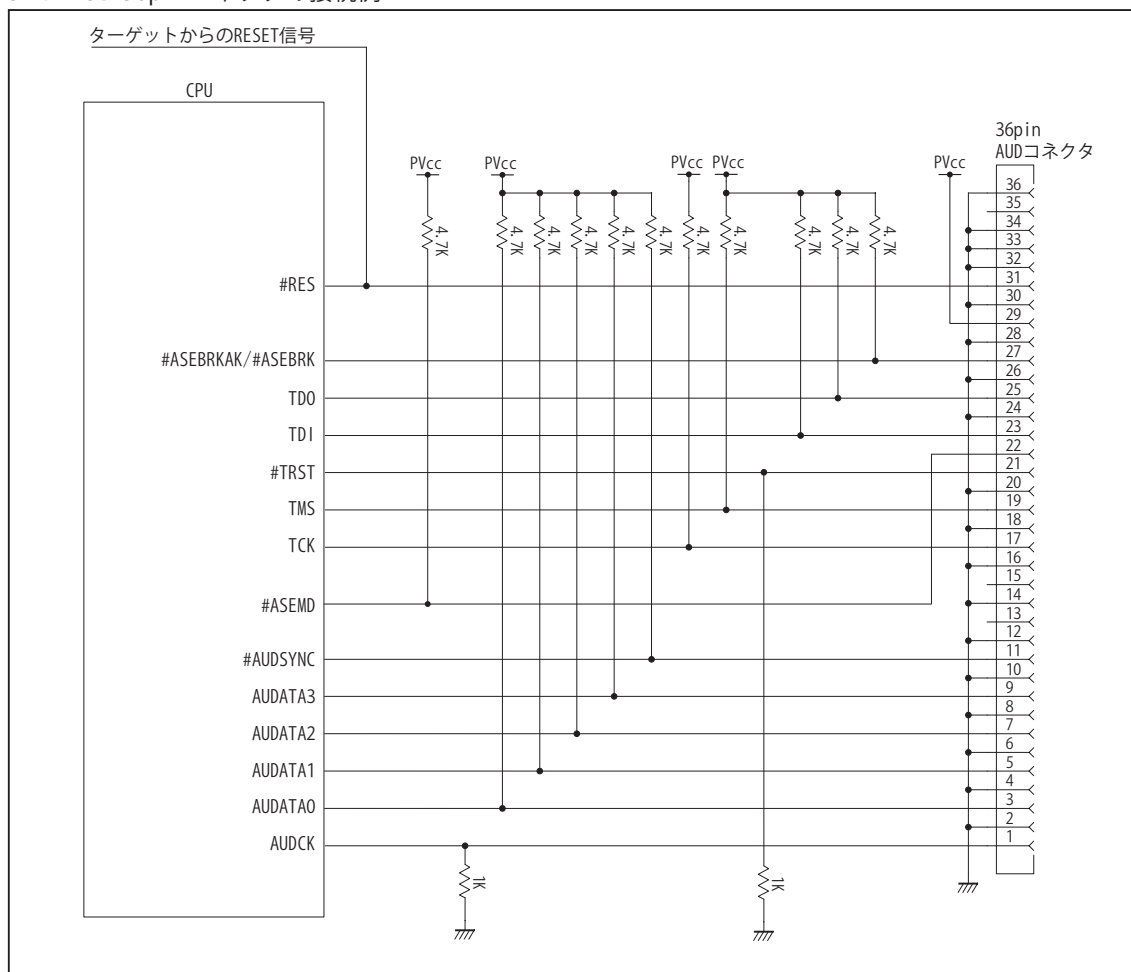 ターゲットからのRESET信号
CPU
36pin
AUDコネクタ
PVcc
PVcc
PVcc
PVcc
PVcc
4.7K
4.7K
4.7K
4.7K
4.7K
4.7K
4.7K
4.7K
4.7K
4.7K
4.7K
#RES
#ASEBRKAK/#ASEBRK
TDO
TDI
#TRST
TMS
TCK
#ASEMD
#AUDSYNC
AUDATA3
AUDATA2
AUDATA1
AUDATA0
AUDCK
1K
1K
36
35
34
33
32
31
30
29
28
27
26
25
24
23
22
21
20
19
18
17
16
15
14
13
12
11
10
9
8
7
6
5
4
3
2
1